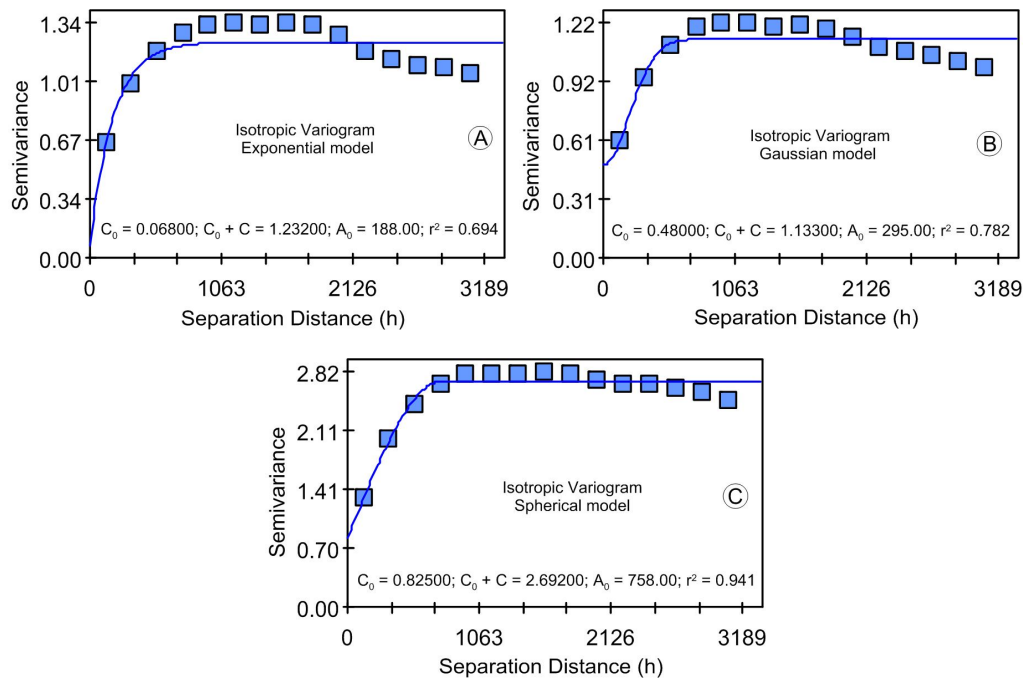 1.34
1.01
0.67
0.34
0.00
Semivariance
Isotropic Variogram
Exponential model
A
C₀ = 0.06800; C₀ + C = 1.23200; A₀ = 188.00; r² = 0.694
0 1063 2126 3189
Separation Distance (h)
1.22
0.92
0.61
0.31
0.00
Semivariance
Isotropic Variogram
Gaussian model
B
C₀ = 0.48000; C₀ + C = 1.13300; A₀ = 295.00; r² = 0.782
0 1063 2126 3189
Separation Distance (h)
2.82
2.11
1.41
0.70
0.00
Semivariance
Isotropic Variogram
Spherical model
C
C₀ = 0.82500; C₀ + C = 2.69200; A₀ = 758.00; r² = 0.941
0 1063 2126 3189
Separation Distance (h)